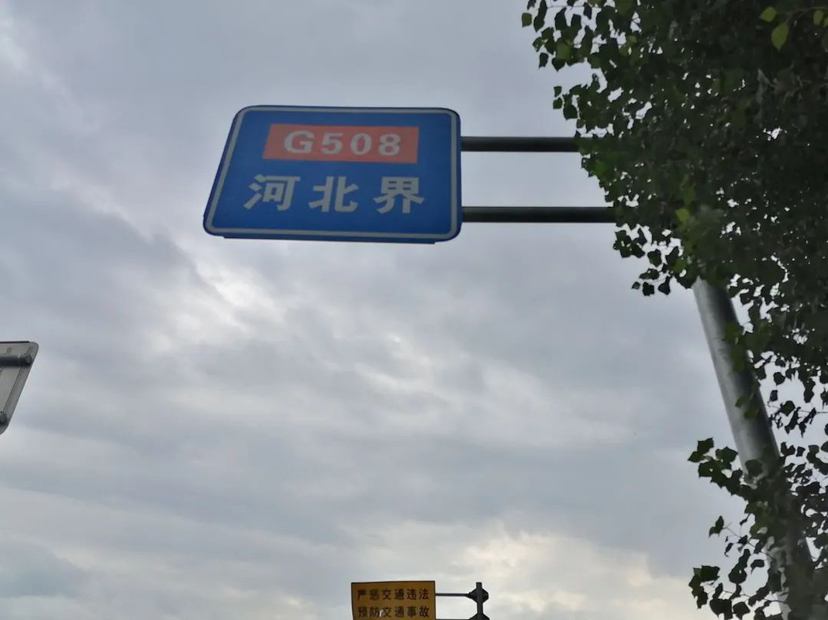 G508
河北界
严惩交通违法
预防交通事故